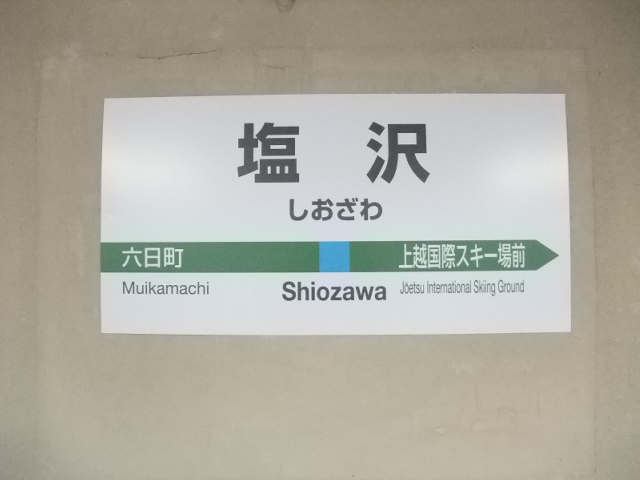 塩沢
しおざわ
六日町 上越国際スキー場前
Muikamachi Shiozawa Jōetsu International Skiing Ground